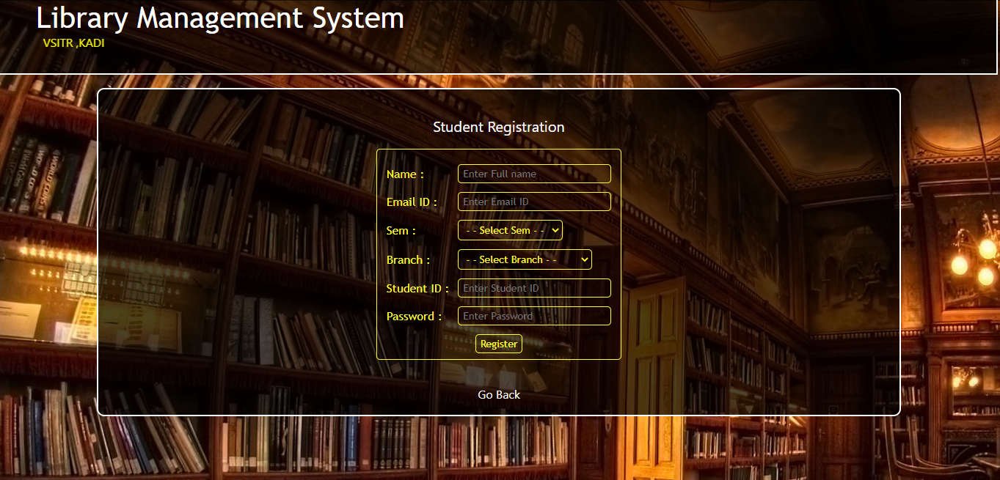 Library Management System
VSITR ,KADI
Student Registration
Name : Enter Full name
Email ID : Enter Email ID
Sem : - - Select Sem - -
Branch : - - Select Branch - -
Student ID : Enter Student ID
Password : Enter Password
Register
Go Back